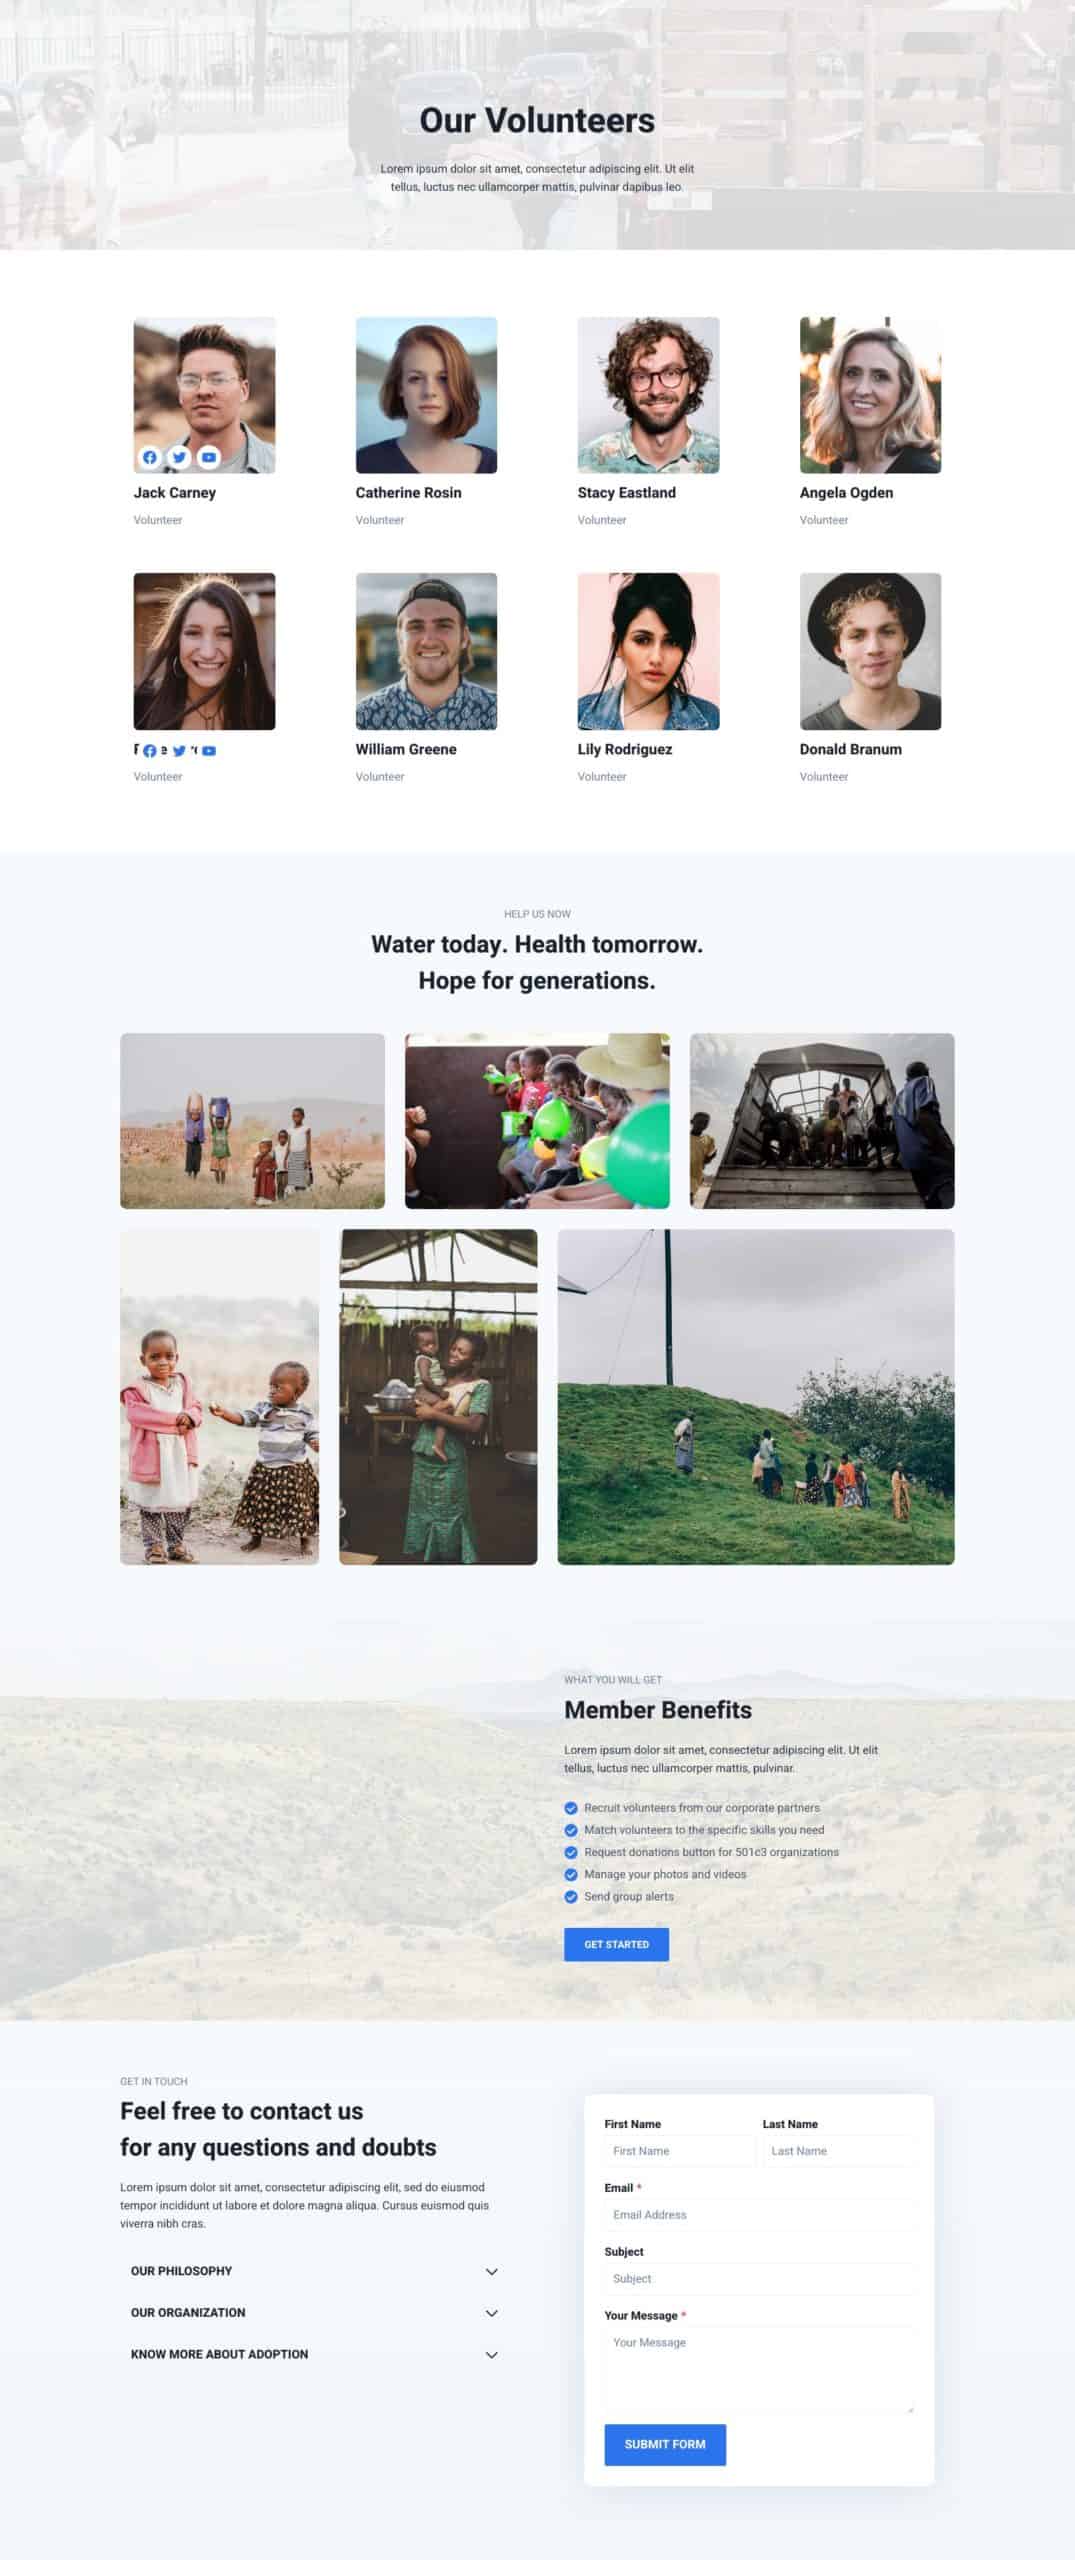 Our Volunteers
Lorem ipsum dolor sit amet, consectetur adipiscing elit. Ut elit
tellus, luctus nec ullamcorper mattis, pulvinar dapibus leo.
Jack Carney
Volunteer
Catherine Rosin
Volunteer
Stacy Eastland
Volunteer
Angela Ogden
Volunteer
Volunteer
William Greene
Volunteer
Lily Rodriguez
Volunteer
Donald Branum
Volunteer
HELP US NOW
Water today. Health tomorrow.
Hope for generations.
WHAT YOU WILL GET
Member Benefits
Lorem ipsum dolor sit amet, consectetur adipiscing elit. Ut elit
tellus, luctus nec ullamcorper mattis, pulvinar.
Recruit volunteers from our corporate partners
Match volunteers to the specific skills you need
Request donations button for 501c3 organizations
Manage your photos and videos
Send group alerts
GET STARTED
GET IN TOUCH
Feel free to contact us
for any questions and doubts
Lorem ipsum dolor sit amet, consectetur adipiscing elit, sed do eiusmod
tempor incididunt ut labore et dolore magna aliqua. Cursus euismod quis
viverra nibh cras.
OUR PHILOSOPHY
OUR ORGANIZATION
KNOW MORE ABOUT ADOPTION
First Name
Last Name
First Name
Last Name
Email *
Email Address
Subject
Subject
Your Message *
Your Message
SUBMIT FORM